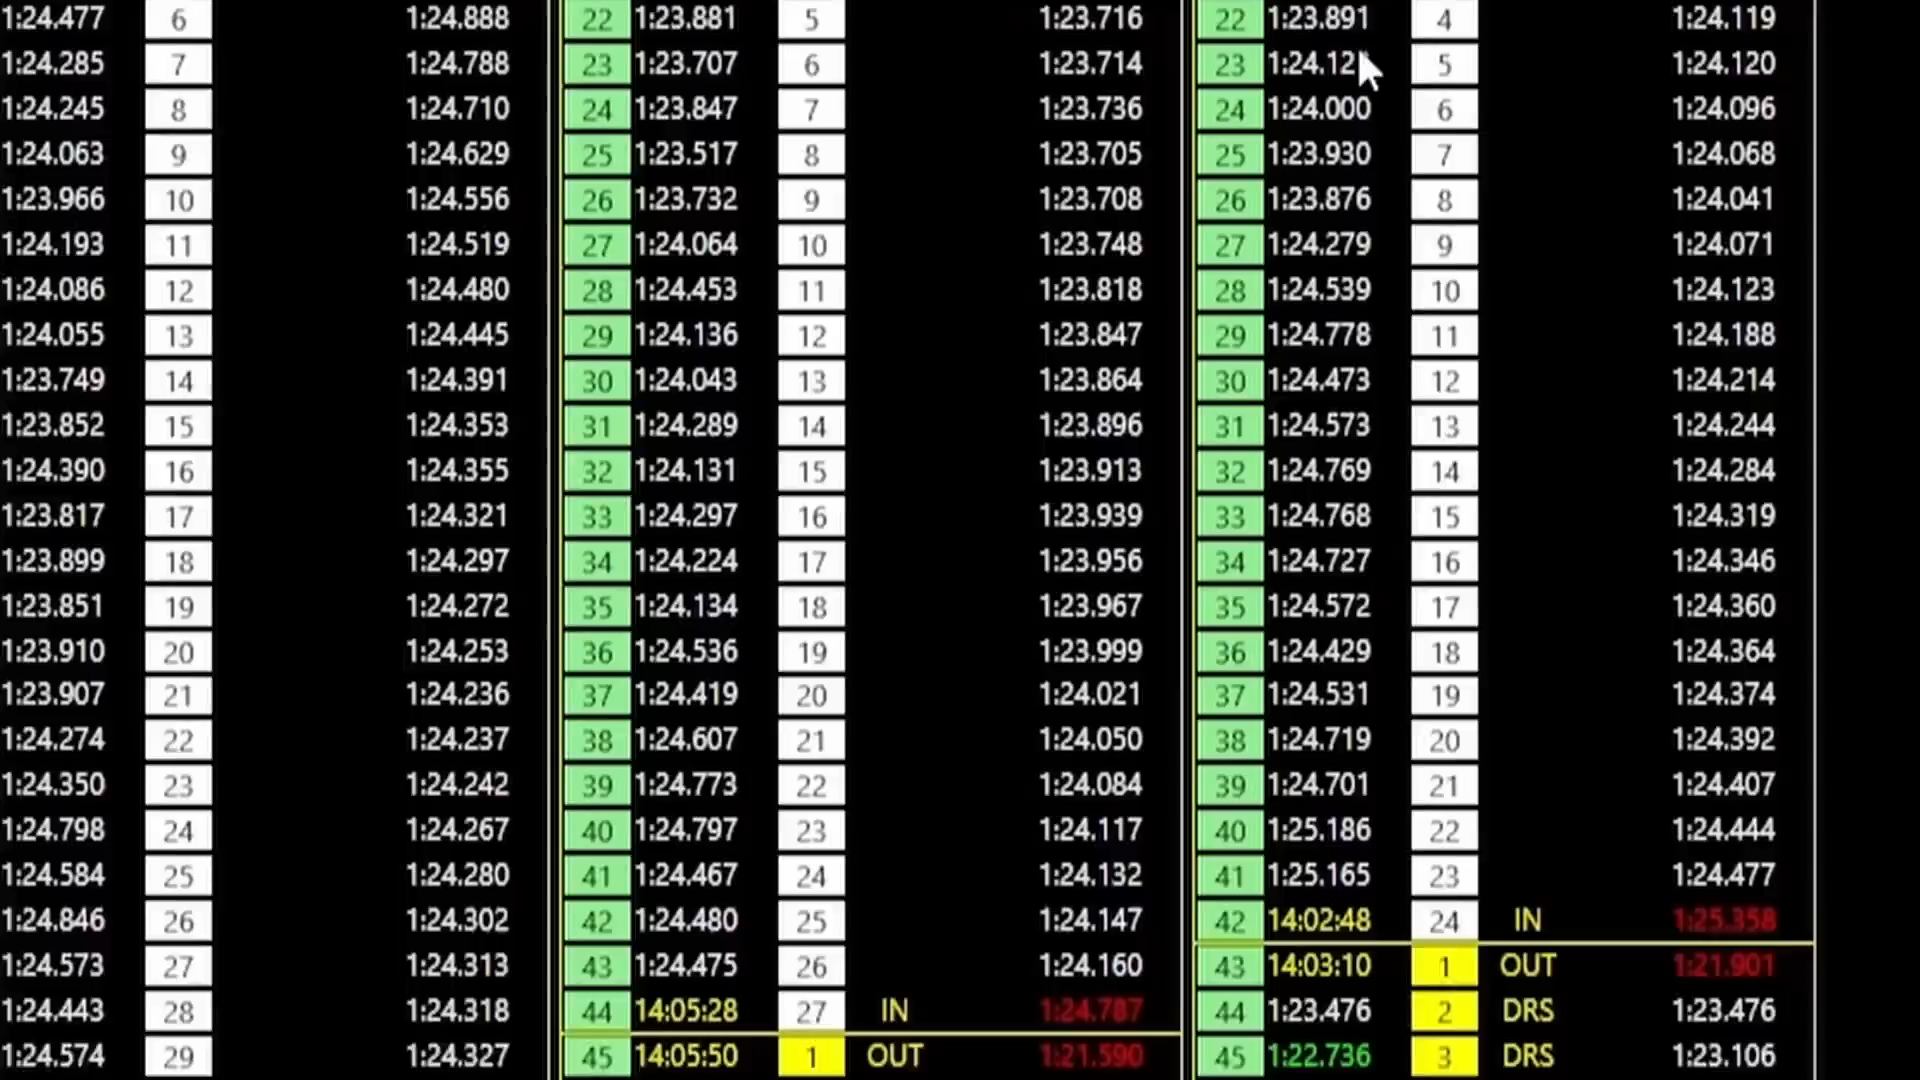 1:24.477 6 1:24.888 22 1:23.881 5 1:23.716 22 1:23.891 4 1:24.119
1:24.285 7 1:24.788 23 1:23.707 6 1:23.714 23 1:24.12 5 1:24.120
1:24.245 8 1:24.710 24 1:23.847 7 1:23.736 24 1:24.000 6 1:24.096
1:24.063 9 1:24.629 25 1:23.517 8 1:23.705 25 1:23.930 7 1:24.068
1:23.966 10 1:24.556 26 1:23.732 9 1:23.708 26 1:23.876 8 1:24.041
1:24.193 11 1:24.519 27 1:24.064 10 1:23.748 27 1:24.279 9 1:24.071
1:24.086 12 1:24.480 28 1:24.453 11 1:23.818 28 1:24.539 10 1:24.123
1:24.055 13 1:24.445 29 1:24.136 12 1:23.847 29 1:24.778 11 1:24.188
1:23.749 14 1:24.391 30 1:24.043 13 1:23.864 30 1:24.473 12 1:24.214
1:23.852 15 1:24.353 31 1:24.289 14 1:23.896 31 1:24.573 13 1:24.244
1:24.390 16 1:24.355 32 1:24.131 15 1:23.913 32 1:24.769 14 1:24.284
1:23.817 17 1:24.321 33 1:24.297 16 1:23.939 33 1:24.768 15 1:24.319
1:23.899 18 1:24.297 34 1:24.224 17 1:23.956 34 1:24.727 16 1:24.346
1:23.851 19 1:24.272 35 1:24.134 18 1:23.967 35 1:24.572 17 1:24.360
1:23.910 20 1:24.253 36 1:24.536 19 1:23.999 36 1:24.429 18 1:24.364
1:23.907 21 1:24.236 37 1:24.419 20 1:24.021 37 1:24.531 19 1:24.374
1:24.274 22 1:24.237 38 1:24.607 21 1:24.050 38 1:24.719 20 1:24.392
1:24.350 23 1:24.242 39 1:24.773 22 1:24.084 39 1:24.701 21 1:24.407
1:24.798 24 1:24.267 40 1:24.797 23 1:24.117 40 1:25.186 22 1:24.444
1:24.584 25 1:24.280 41 1:24.467 24 1:24.132 41 1:25.165 23 1:24.477
1:24.846 26 1:24.302 42 1:24.480 25 1:24.147 42 14:02:48 24 IN 1:25.358
1:24.573 27 1:24.313 43 1:24.475 26 1:24.160 43 14:03:10 1 OUT 1:21.901
1:24.443 28 1:24.318 44 14:05:28 27 IN 1:24.787 44 1:23.476 2 DRS 1:23.476
1:24.574 29 1:24.327 45 14:05:50 1 OUT 1:21.590 45 1:22.736 3 DRS 1:23.106